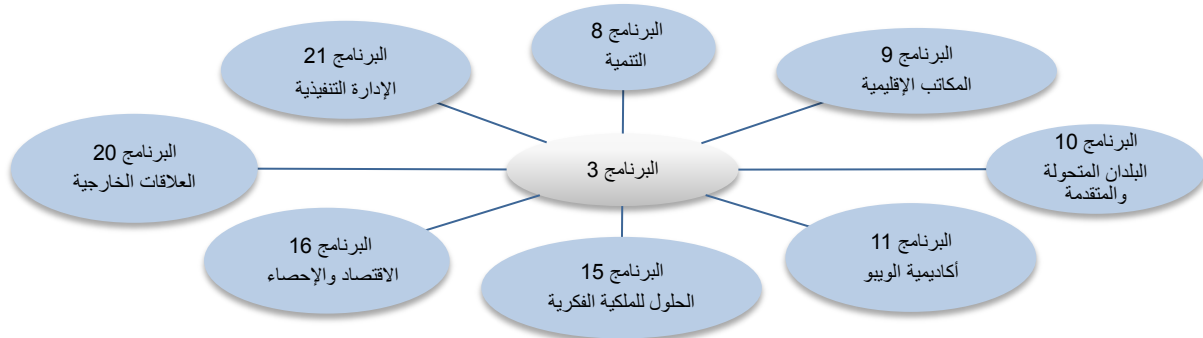 البرنامج 8
التنمية
البرنامج 9
المكاتب الإقليمية
البرنامج 21
الإدارة التنفيذية
البرنامج 10
البلدان المتحولة
والمتقدمة
البرنامج 3
البرنامج 20
العلاقات الخارجية
البرنامج 11
أكاديمية الويبو
البرنامج 15
الحلول للملكية الفكرية
البرنامج 16
الاقتصاد والإحصاء